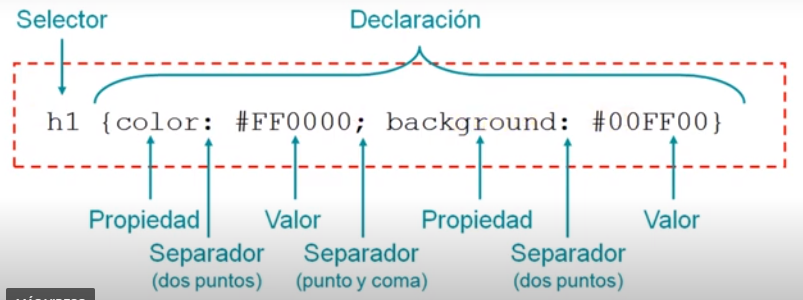 Selector Declaración
h1 {color: #FF0000; background: #00FF00}
Propiedad Valor Propiedad Valor
Separador Separador Separador
(dos puntos) (punto y coma) (dos puntos)